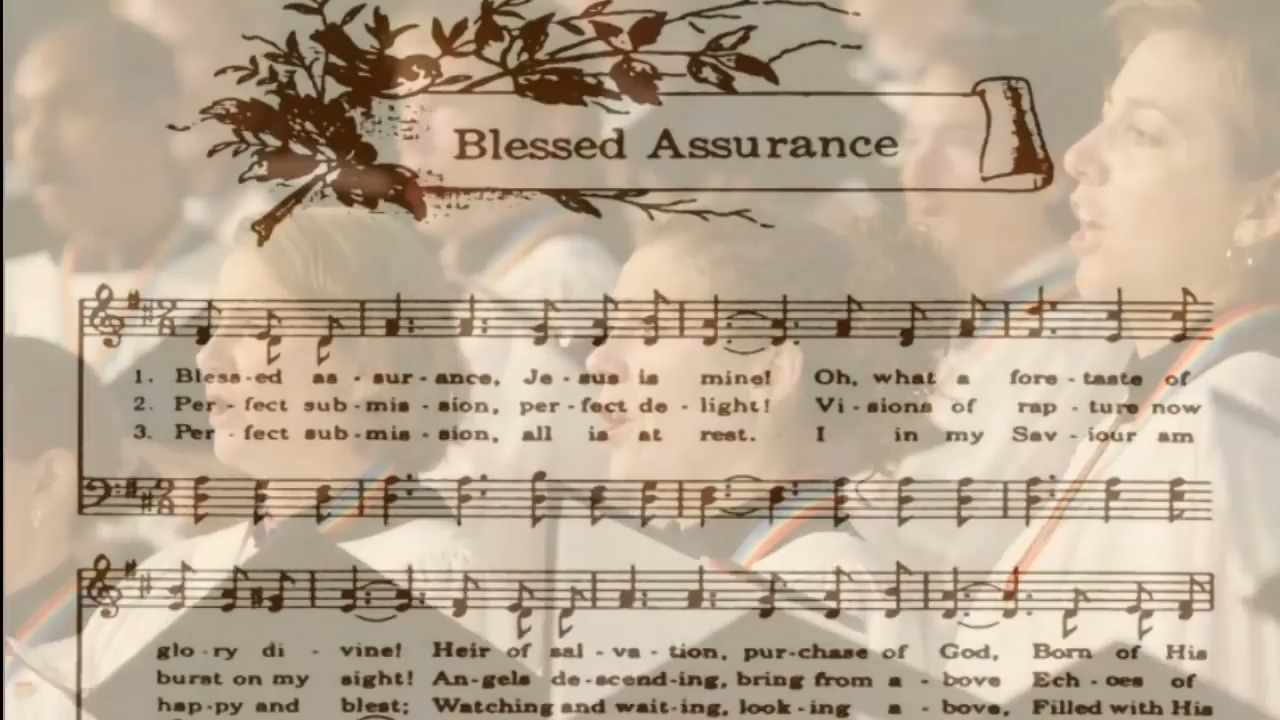 Blessed Assurance
1. Bless-ed as - sur - ance, Je - sus is mine! Oh, what a fore - taste of
2. Per - fect sub - mis - sion, per - fect de - light! Vi - sions of rap - ture now
3. Per - fect sub - mis - sion, all is at rest. I in my Sav - iour am
glo - ry di - vine! Heir of sal - va - tion, pur-chase of God, Born of His
burst on my sight! An-gels de - scend-ing, bring from a - bove Ech - oes of
hap-py and blest; Watching and wait-ing, look-ing a - bove, Filled with His